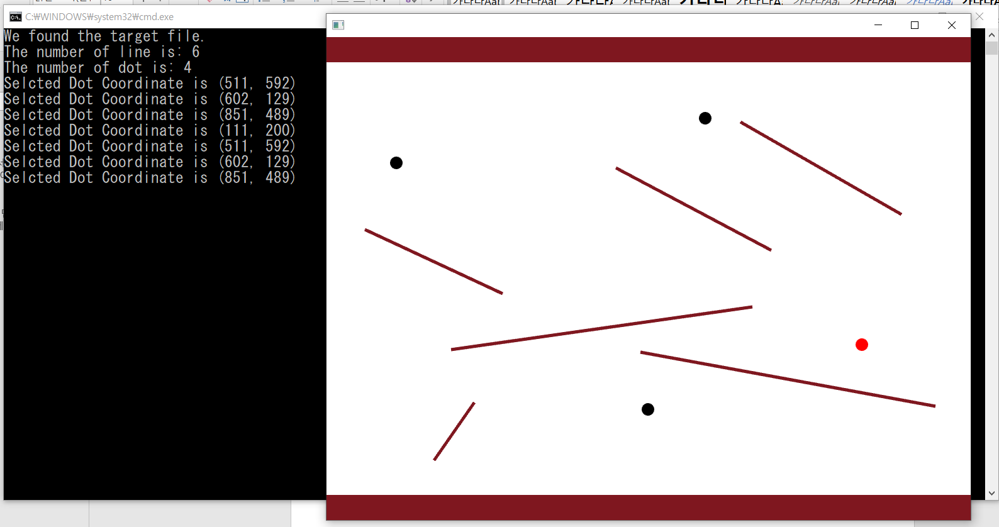 C:₩WINDOWS₩system32₩cmd.exe
We found the target file.
The number of line is: 6
The number of dot is: 4
Selcted Dot Coordinate is (511, 592)
Selcted Dot Coordinate is (602, 129)
Selcted Dot Coordinate is (851, 489)
Selcted Dot Coordinate is (111, 200)
Selcted Dot Coordinate is (511, 592)
Selcted Dot Coordinate is (602, 129)
Selcted Dot Coordinate is (851, 489)